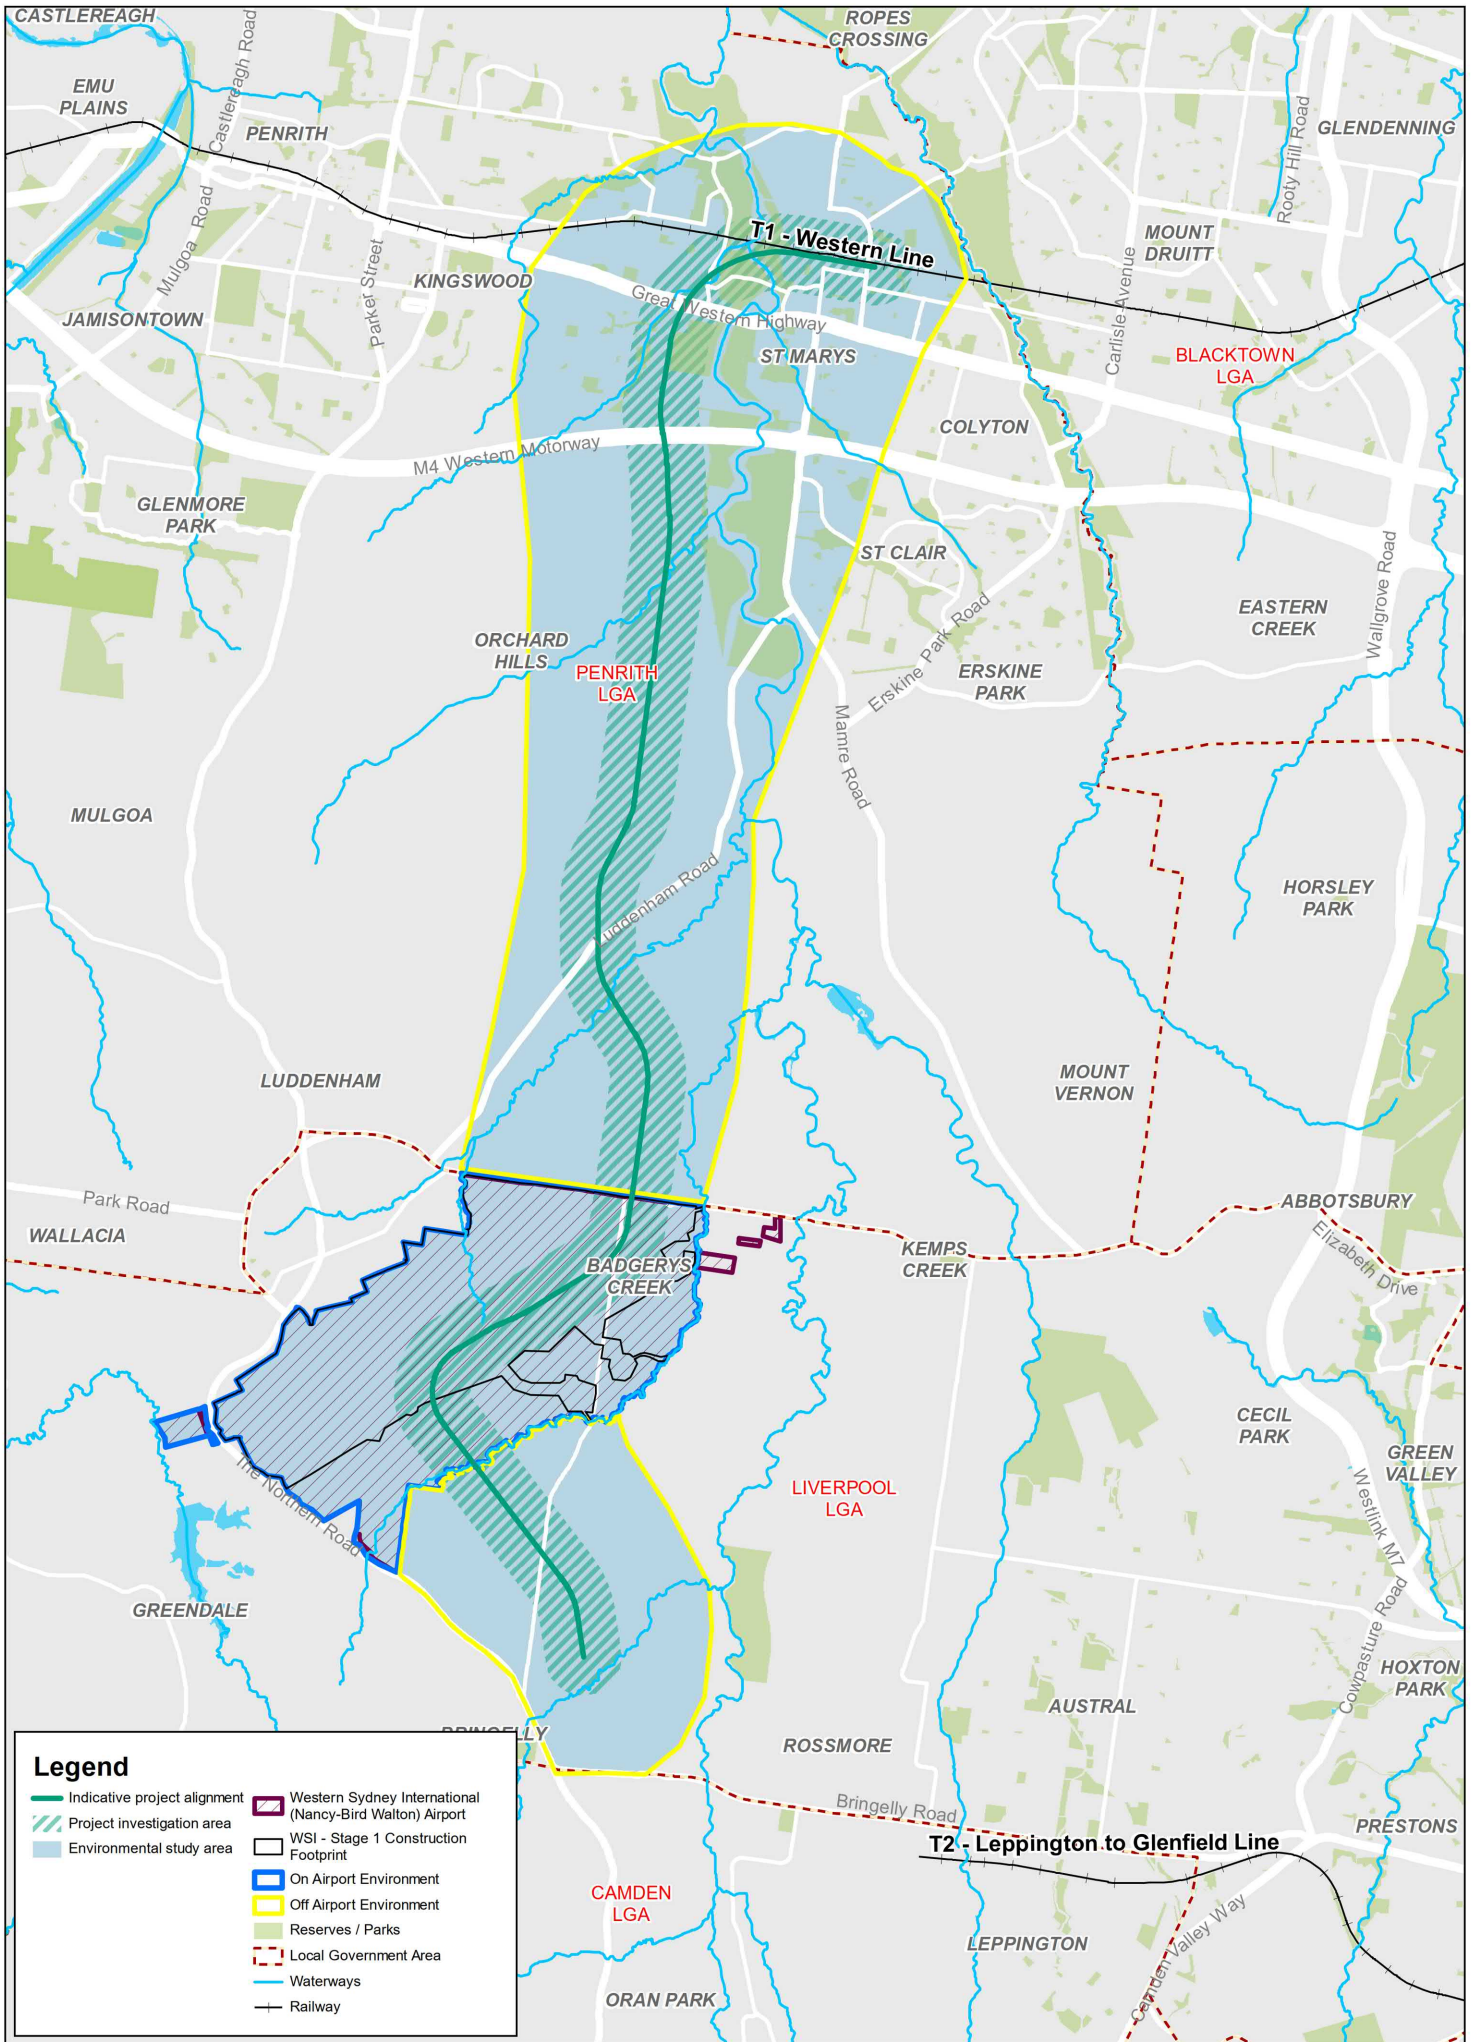 CASTLEREAGH
ROPES
CROSSING
EMU
PLAINS
Castlereagh Road
PENRITH
GLENDENNING
Rooty Hill Road
Mulgoa Road
Parker Street
KINGSWOOD
T1 - Western Line
MOUNT
DRUITT
JAMISONTOWN
Great Western Highway
ST MARYS
Carlisle Avenue
BLACKTOWN
LGA
COLYTON
M4 Western Motorway
GLENMORE
PARK
ST CLAIR
Wallgrove Road
EASTERN
CREEK
ORCHARD
HILLS
PENRITH
LGA
Erskine Park Road
ERSKINE
PARK
Mamre Road
MULGOA
Luddenham Road
HORSLEY
PARK
LUDDENHAM
MOUNT
VERNON
Park Road
WALLACIA
ABBOTSBURY
Elizabeth Drive
KEMPS
CREEK
BADGERYS
CREEK
CECIL
PARK
GREEN
VALLEY
The Northern Road
LIVERPOOL
LGA
Westlink M7
GREENDALE
Cowpasture Road
HOXTON
PARK
AUSTRAL
ROSSMORE
Bringelly Road
PRESTONS
T2 - Leppington to Glenfield Line
CAMDEN
LGA
LEPPINGTON
Camden Valley Way
ORAN PARK
Legend
Indicative project alignment
Project investigation area
Environmental study area
Western Sydney International
(Nancy-Bird Walton) Airport
WSI - Stage 1 Construction
Footprint
On Airport Environment
Off Airport Environment
Reserves / Parks
Local Government Area
Waterways
Railway